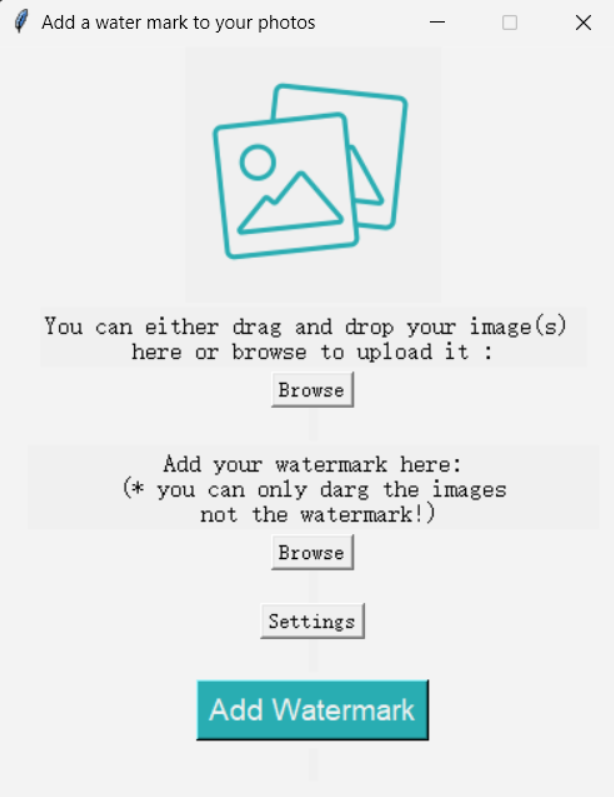 Add a water mark to your photos
You can either drag and drop your image(s)
here or browse to upload it :
Browse
Add your watermark here:
(* you can only darg the images
not the watermark!)
Browse
Settings
Add Watermark